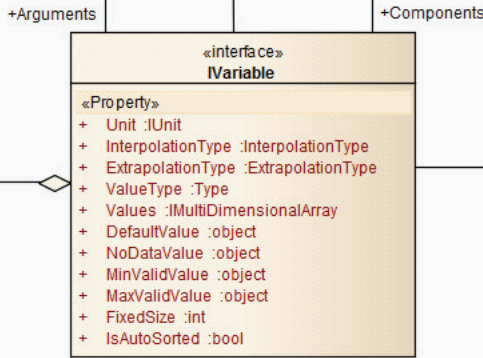 +Arguments
+Components
«interface»
IVariable
«Property»
+ Unit :IUnit
+ InterpolationType :InterpolationType
+ ExtrapolationType :ExtrapolationType
+ ValueType :Type
+ Values :IMultiDimensionalArray
+ DefaultValue :object
+ NoDataValue :object
+ MinValidValue :object
+ MaxValidValue :object
+ FixedSize :int
+ IsAutoSorted :bool